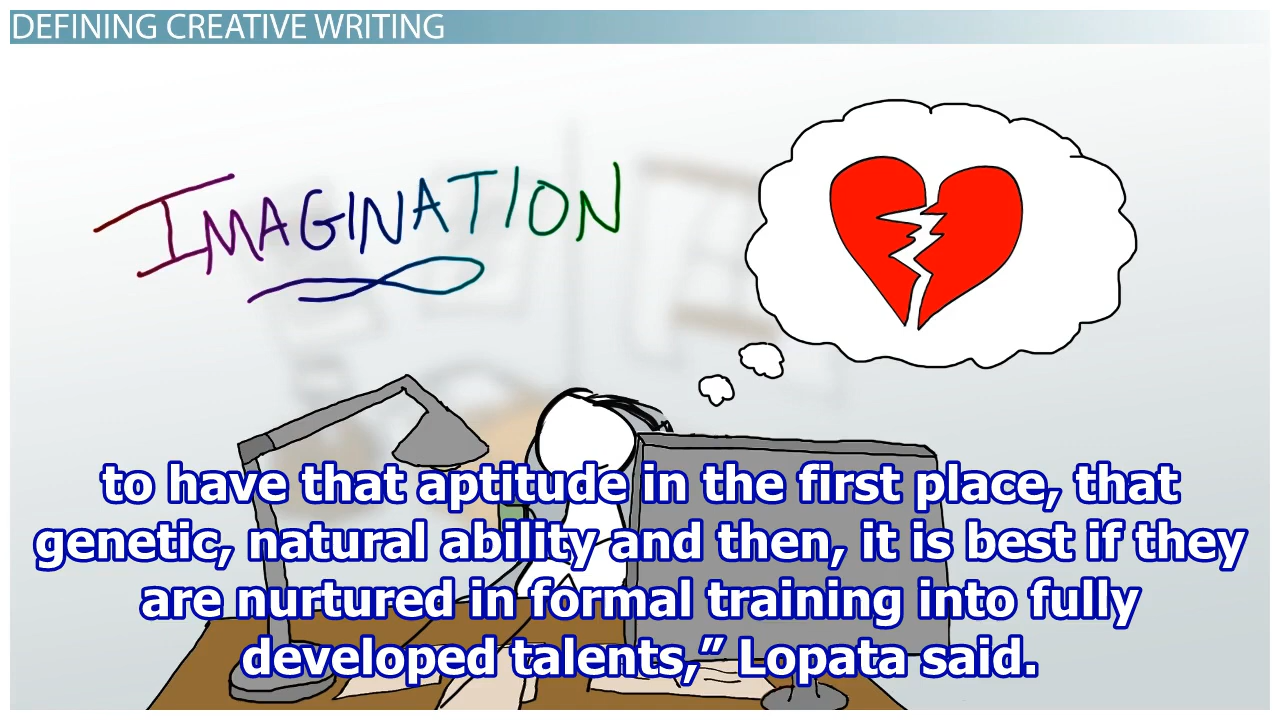 DEFINING CREATIVE WRITING
IMAGINATION
to have that aptitude in the first place, that
genetic, natural ability and then, it is best if they
are nurtured in formal training into fully
developed talents,” Lopata said.